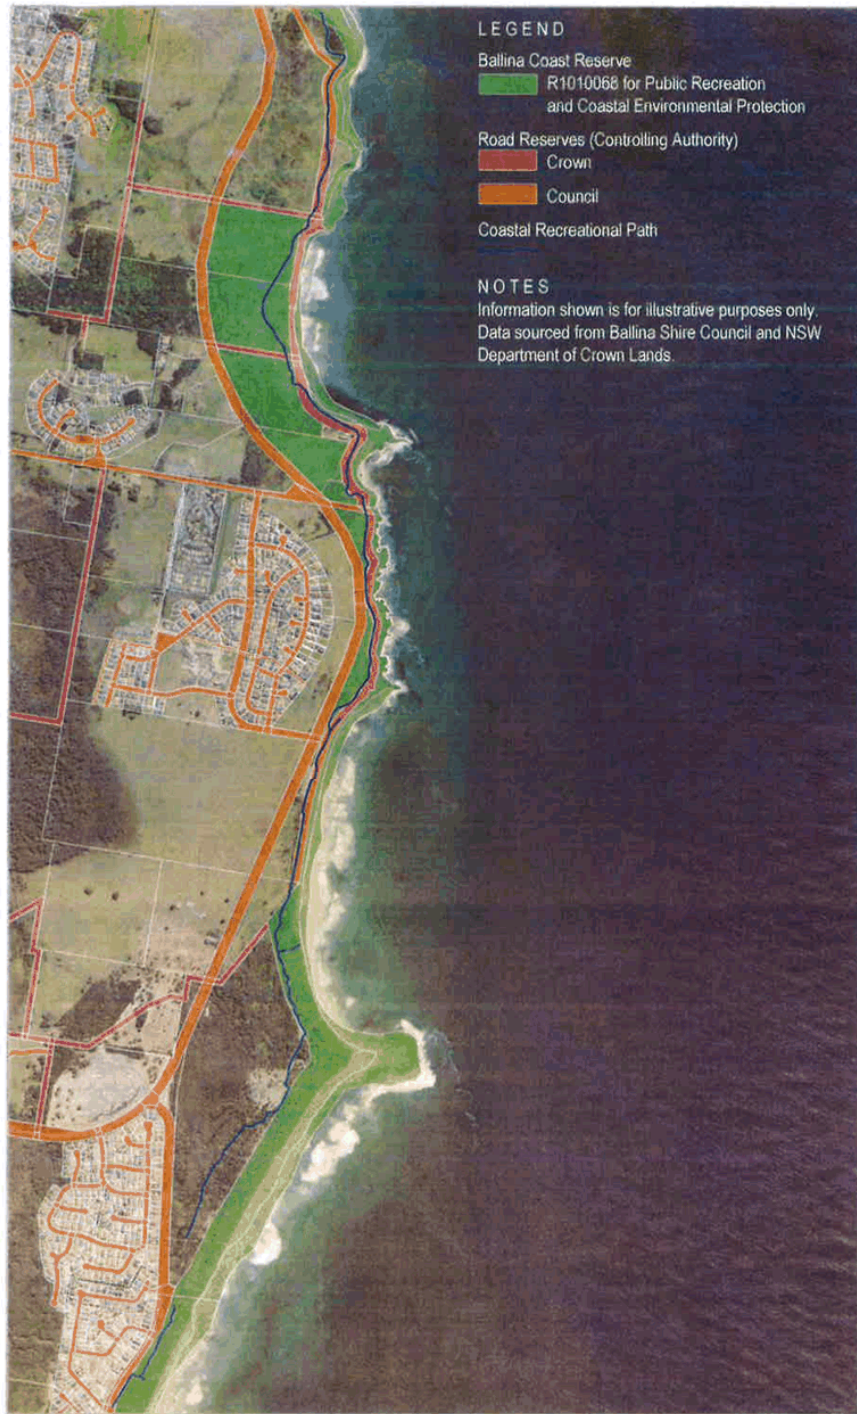 LEGEND
Ballina Coast Reserve
R1010068 for Public Recreation
and Coastal Environmental Protection
Road Reserves (Controlling Authority)
Crown
Council
Coastal Recreational Path
NOTES
Information shown is for illustrative purposes only.
Data sourced from Ballina Shire Council and NSW
Department of Crown Lands.